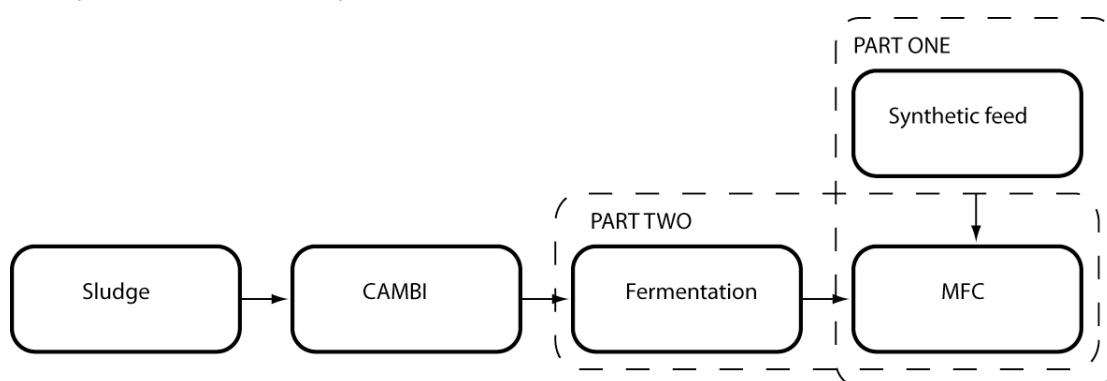 PART ONE
Synthetic feed
PART TWO
Sludge
CAMBI
Fermentation
MFC